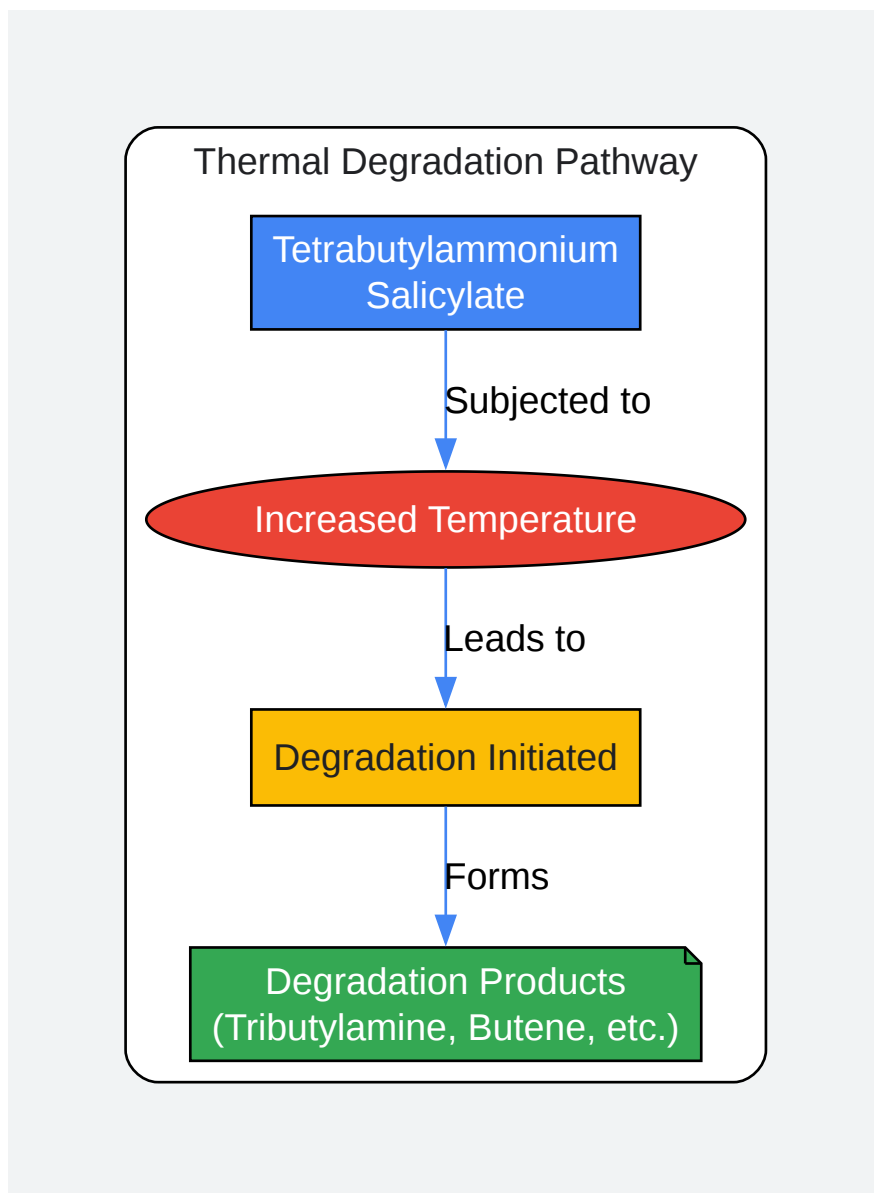 Thermal Degradation Pathway
Tetrabutylammonium
Salicylate
Subjected to
Increased Temperature
Leads to
Degradation Initiated
Forms
Degradation Products
(Tributylamine, Butene, etc.)